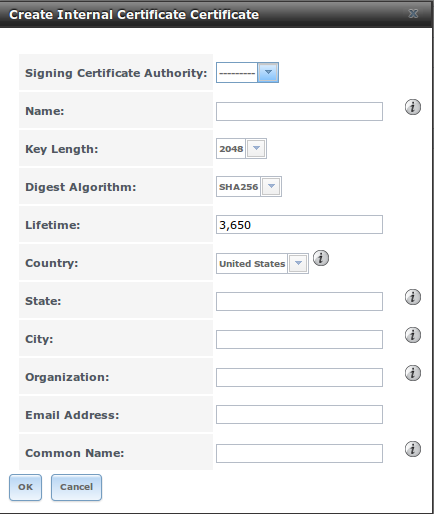 Create Internal Certificate Certificate
Signing Certificate Authority: ---------
Name:
Key Length: 2048
Digest Algorithm: SHA256
Lifetime: 3,650
Country: United States
State:
City:
Organization:
Email Address:
Common Name:
OK Cancel